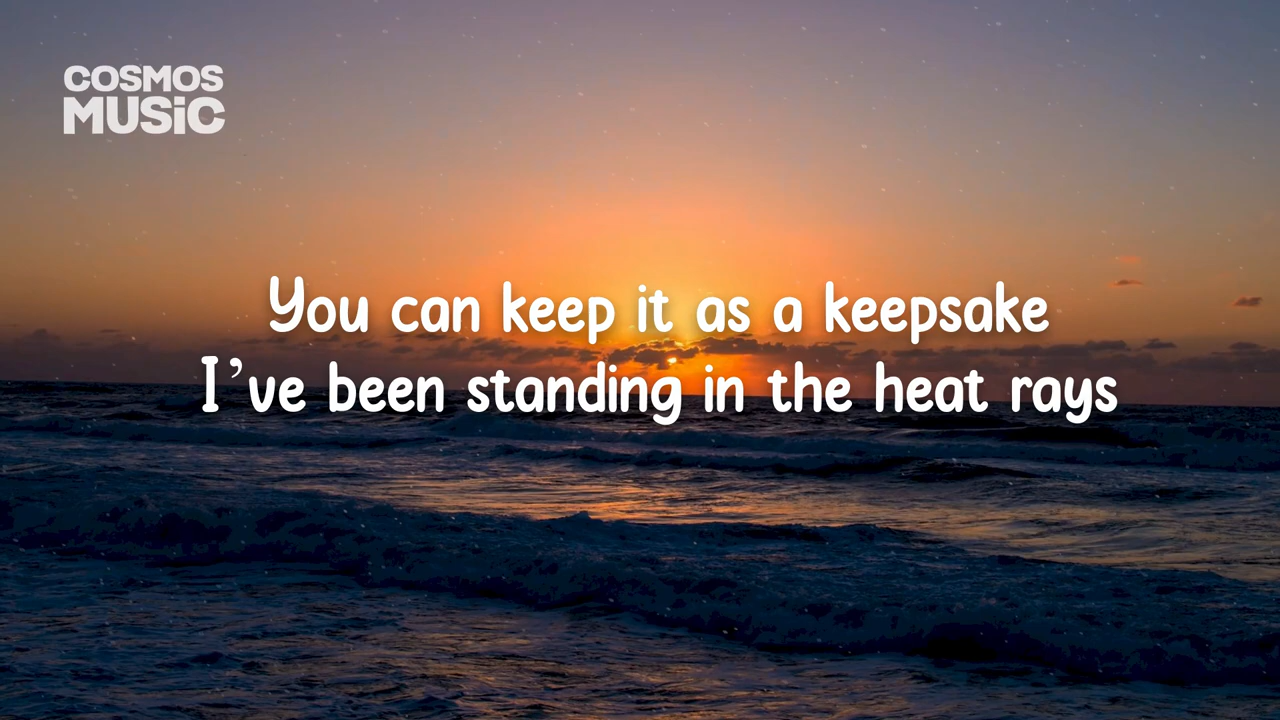 COSMOS
MUSiC
You can keep it as a keepsake
I’ve been standing in the heat rays